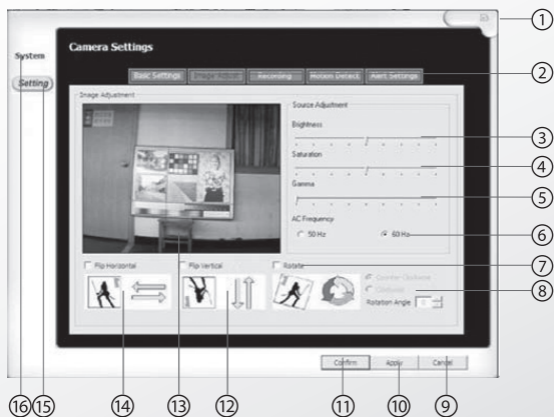 ①
Camera Settings
System
Setting
Basic Settings Image Adjust Recording Motion Detect Alert Settings
②
Image Adjustment
Source Adjustment
Brightness
③
Saturation
④
Gamma
⑤
AC Frequency
50 Hz 60 Hz
⑥
Flip Horizontal Flip Vertical Rotate
⑦
Counter Clockwise
Clockwise
⑧
Rotation Angle
Confirm Apply Cancel
⑯ ⑮ ⑭ ⑬ ⑫ ⑪ ⑩ ⑨